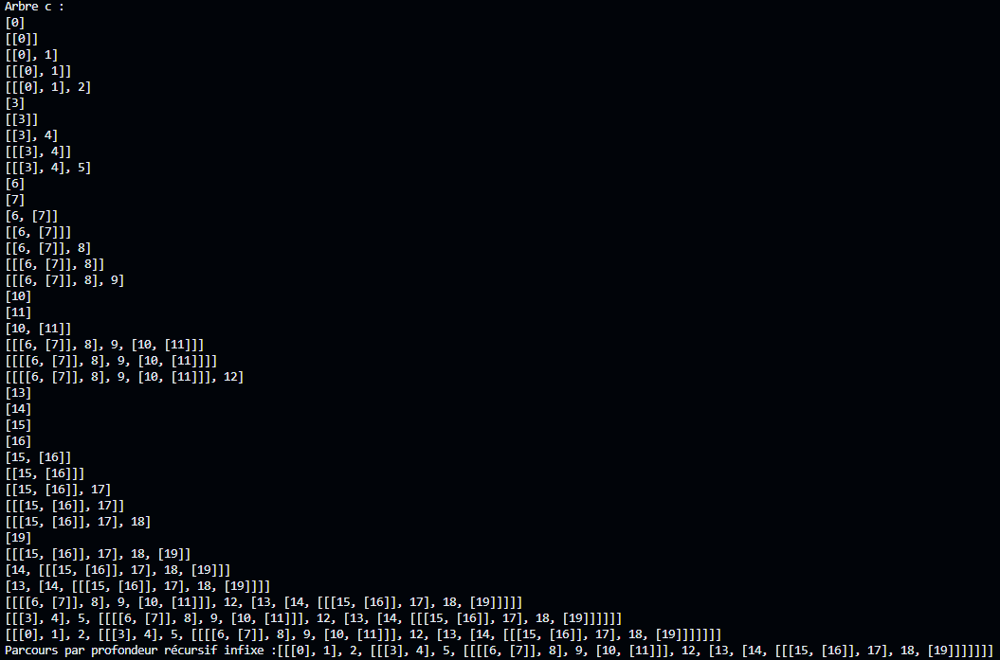 Arbre c :
[0]
[[0]]
[[0], 1]
[[[0], 1]]
[[[0], 1], 2]
[3]
[[3]]
[[3], 4]
[[[3], 4]]
[[[3], 4], 5]
[6]
[7]
[6, [7]]
[[6, [7]]]
[[6, [7]], 8]
[[[6, [7]], 8]]
[[[6, [7]], 8], 9]
[10]
[11]
[10, [11]]
[[[6, [7]], 8], 9, [10, [11]]]
[[[[6, [7]], 8], 9, [10, [11]]]]
[[[[6, [7]], 8], 9, [10, [11]]], 12]
[13]
[14]
[15]
[16]
[15, [16]]
[[15, [16]]]
[[15, [16]], 17]
[[[15, [16]], 17]]
[[[15, [16]], 17], 18]
[19]
[[[15, [16]], 17], 18, [19]]
[14, [[[15, [16]], 17], 18, [19]]]
[13, [14, [[[15, [16]], 17], 18, [19]]]]
[[[[6, [7]], 8], 9, [10, [11]]], 12, [13, [14, [[[15, [16]], 17], 18, [19]]]]]
[[[3], 4], 5, [[[[6, [7]], 8], 9, [10, [11]]], 12, [13, [14, [[[15, [16]], 17], 18, [19]]]]]]
[[[0], 1], 2, [[[3], 4], 5, [[[[6, [7]], 8], 9, [10, [11]]], 12, [13, [14, [[[15, [16]], 17], 18, [19]]]]]]]
Parcours par profondeur récursif infixe :[[[0], 1], 2, [[[3], 4], 5, [[[[6, [7]], 8], 9, [10, [11]]], 12, [13, [14, [[[15, [16]], 17], 18, [19]]]]]]]